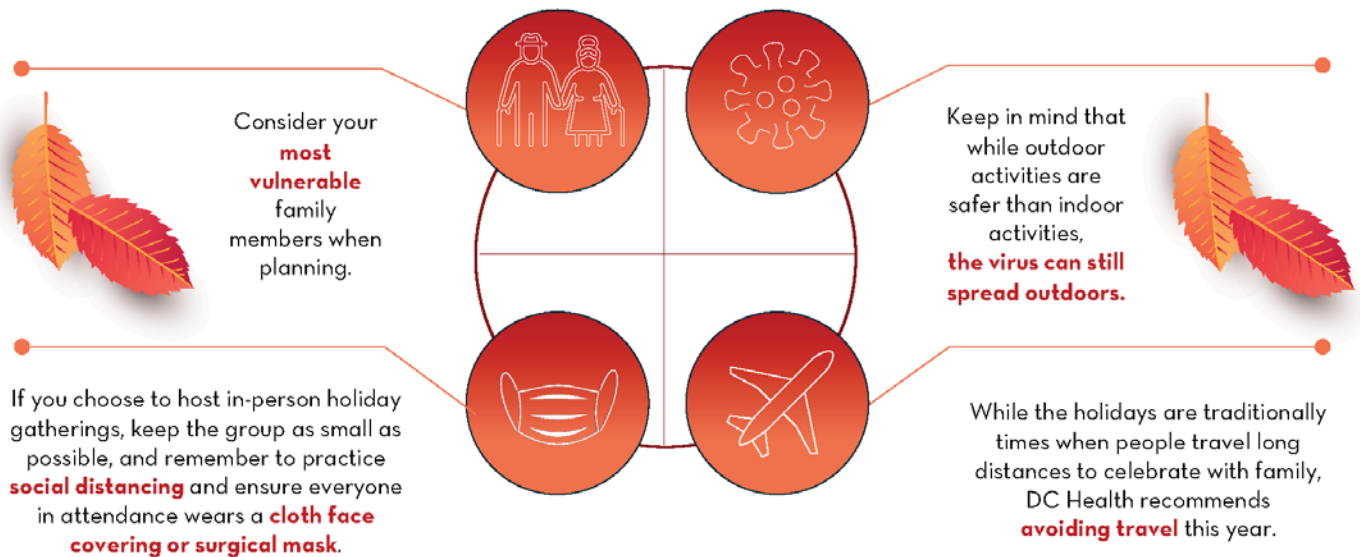 Consider your
most
vulnerable
family
members when
planning.
Keep in mind that
while outdoor
activities are
safer than indoor
activities,
the virus can still
spread outdoors.
If you choose to host in-person holiday
gatherings, keep the group as small as
possible, and remember to practice
social distancing and ensure everyone
in attendance wears a cloth face
covering or surgical mask.
While the holidays are traditionally
times when people travel long
distances to celebrate with family,
DC Health recommends
avoiding travel this year.